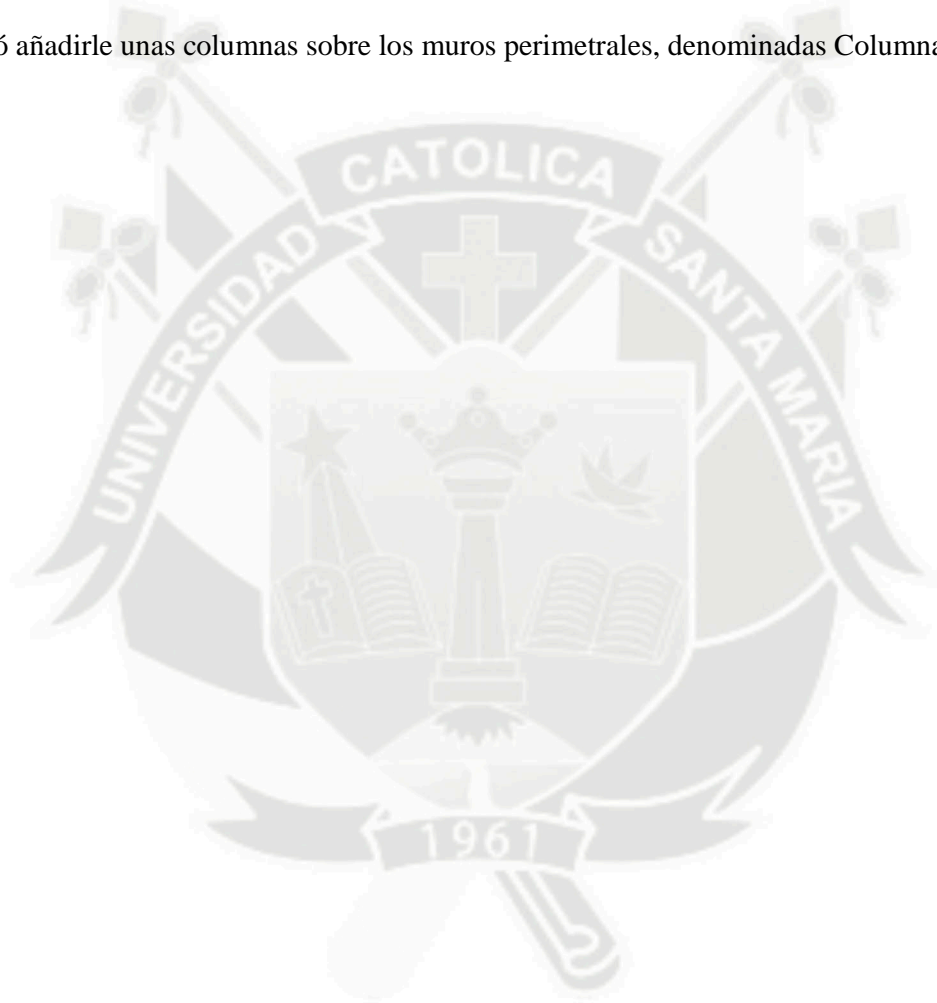 ó añadirle unas columnas sobre los muros perimetrales, denominadas Columna
CATOLICA
UNIVERSIDAD
SANTA MARIA
1961